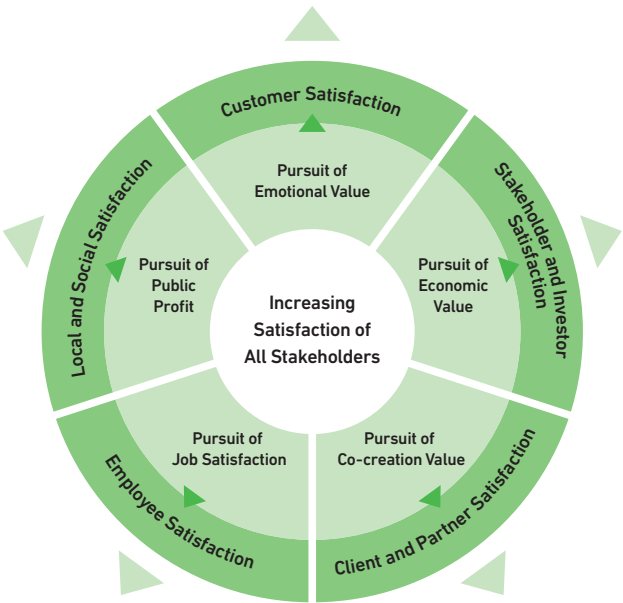 Customer Satisfaction
Pursuit of
Emotional Value
Stakeholder and Investor
Satisfaction
Pursuit of
Economic
Value
Local and Social Satisfaction
Pursuit of
Public
Profit
Increasing
Satisfaction of
All Stakeholders
Pursuit of
Job Satisfaction
Employee Satisfaction
Pursuit of
Co-creation Value
Client and Partner Satisfaction